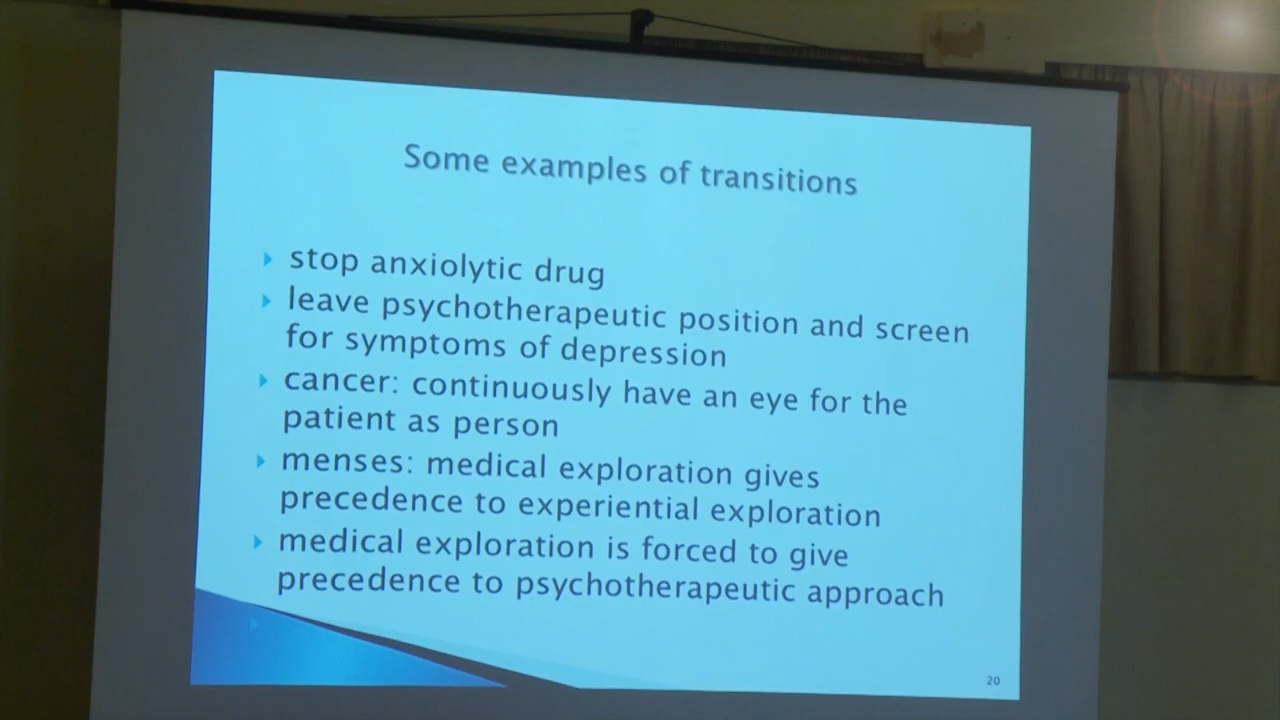 Some examples of transitions
stop anxiolytic drug
leave psychotherapeutic position and screen
for symptoms of depression
cancer: continuously have an eye for the
patient as person
menses: medical exploration gives
precedence to experiential exploration
medical exploration is forced to give
precedence to psychotherapeutic approach
20